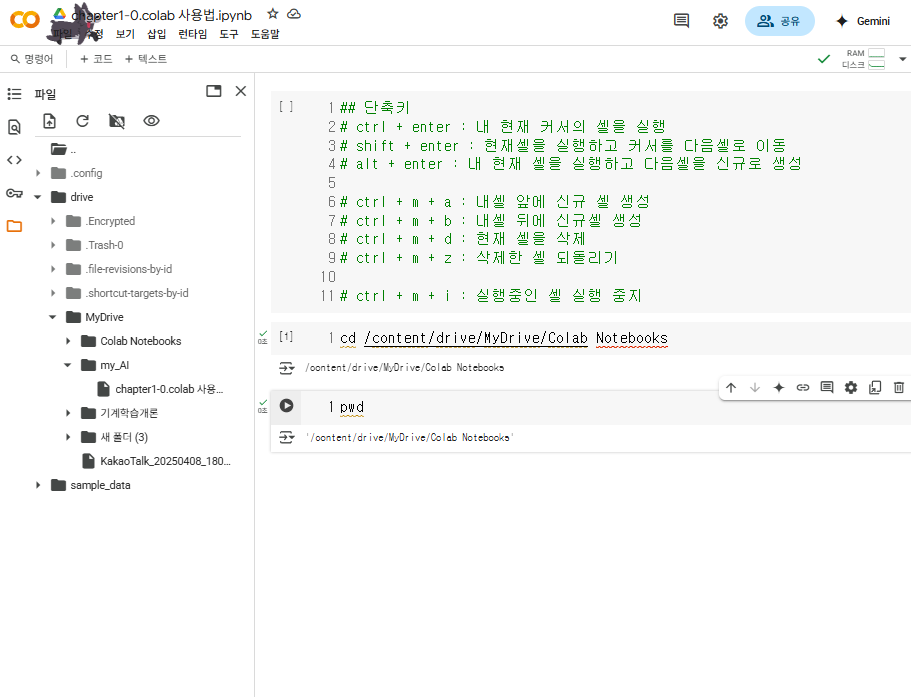 chapter1-0.colab 사용법.ipynb
파일 수정 보기 삽입 런타임 도구 도움말
공유
Gemini
명령어 + 코드 + 텍스트
RAM
디스크
파일
..
.config
drive
.Encrypted
.Trash-0
.file-revisions-by-id
.shortcut-targets-by-id
MyDrive
Colab Notebooks
my_AI
chapter1-0.colab 사용...
기계학습개론
새 폴더 (3)
KakaoTalk_20250408_180...
sample_data
[ ] 1 ## 단축키
2 # ctrl + enter : 내 현재 커서의 셀을 실행
3 # shift + enter : 현재셀을 실행하고 커서를 다음셀로 이동
4 # alt + enter : 내 현재 셀을 실행하고 다음셀을 신규로 생성
5
6 # ctrl + m + a : 내셀 앞에 신규 셀 생성
7 # ctrl + m + b : 내셀 뒤에 신규셀 생성
8 # ctrl + m + d : 현재 셀을 삭제
9 # ctrl + m + z : 삭제한 셀 되돌리기
10
11 # ctrl + m + i : 실행중인 셀 실행 중지
0초 [1] 1 cd /content/drive/MyDrive/Colab Notebooks
/content/drive/MyDrive/Colab Notebooks
0초 1 pwd
'/content/drive/MyDrive/Colab Notebooks'